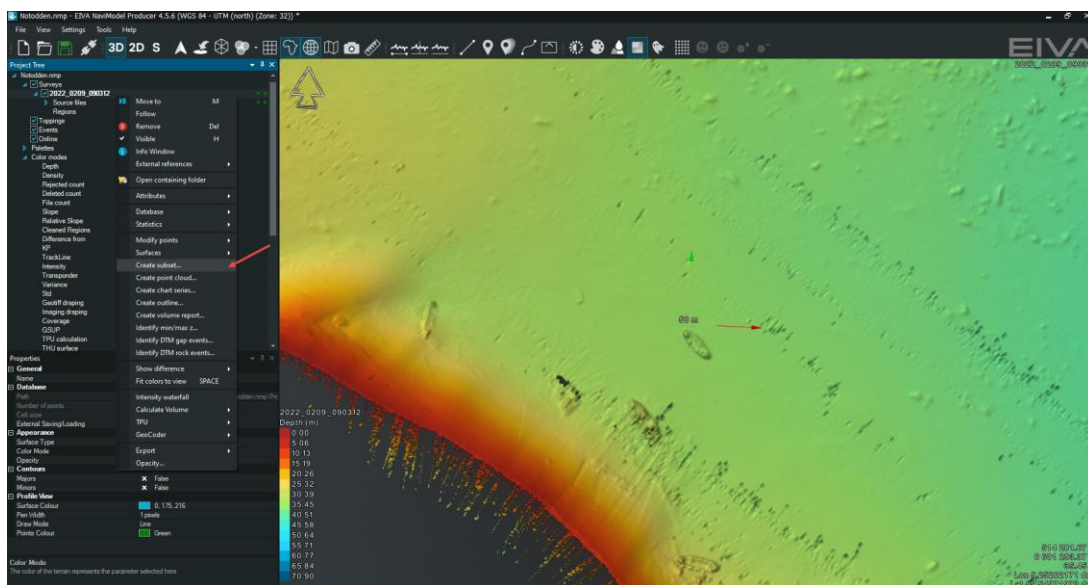 Notodden.nmp - EIVA NaviModel Producer 4.5.6 (WGS 84 - UTM (north) (Zone: 32)) *
File View Settings Tools Help
3D 2D S
EIVA
Project Tree
2022_0209_0903
Notodden.nmp
Surveys
2022_0209_090312
Source files
Regions
Toppings
Events
Online
Palettes
Color modes
Depth
Density
Rejected count
Deleted count
File count
Slope
Relative Slope
Cleaned Regions
Difference from
KP
TrackLine
Intensity
Transponder
Variance
Std
Geotiff draping
Imaging draping
Coverage
GSUP
TPU calculation
THU surface
Move to M
Follow
Remove Del
Visible H
Info Window
External references
Open containing folder
Attributes
Database
Statistics
Modify points
Surfaces
Create subset...
Create point cloud...
Create chart series...
Create outline...
Create volume report...
Identify min/max z...
Identify DTM gap events...
Identify DTM rock events...
Show difference
Fit colors to view SPACE
Intensity waterfall
Calculate Volume
TPU
GeoCoder
Export
Opacity...
Properties
General
Name
Database
Path
Number of points
Cell size
External Saving/Loading
Appearance
Surface Type
Color Mode
Opacity
Contours
Majors False
Minors False
Profile View
Surface Colour 0, 175, 216
Pen Width 1 pixels
Draw Mode Line
Points Colour Green
Color Mode
The color of the terrain represents the parameter selected here
50 m
2022_0209_090312
Depth (m)
0.00
5.06
10.13
15.19
20.26
25.32
30.39
35.45
40.51
45.58
50.64
55.71
60.77
65.84
70.90